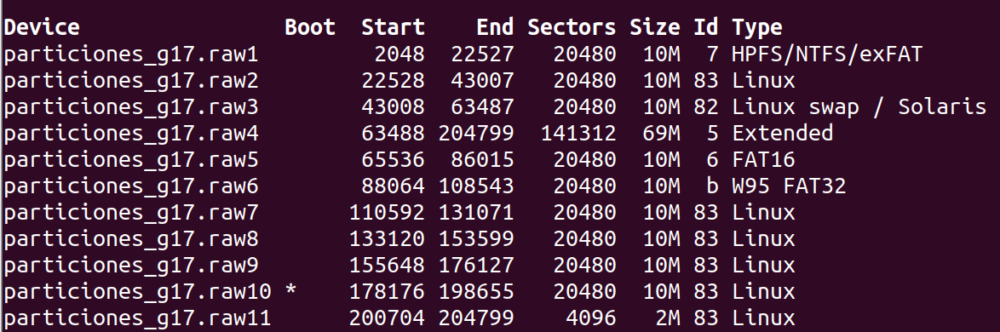 Device Boot Start End Sectors Size Id Type
particiones_g17.raw1 2048 22527 20480 10M 7 HPFS/NTFS/exFAT
particiones_g17.raw2 22528 43007 20480 10M 83 Linux
particiones_g17.raw3 43008 63487 20480 10M 82 Linux swap / Solaris
particiones_g17.raw4 63488 204799 141312 69M 5 Extended
particiones_g17.raw5 65536 86015 20480 10M 6 FAT16
particiones_g17.raw6 88064 108543 20480 10M b W95 FAT32
particiones_g17.raw7 110592 131071 20480 10M 83 Linux
particiones_g17.raw8 133120 153599 20480 10M 83 Linux
particiones_g17.raw9 155648 176127 20480 10M 83 Linux
particiones_g17.raw10 * 178176 198655 20480 10M 83 Linux
particiones_g17.raw11 200704 204799 4096 2M 83 Linux